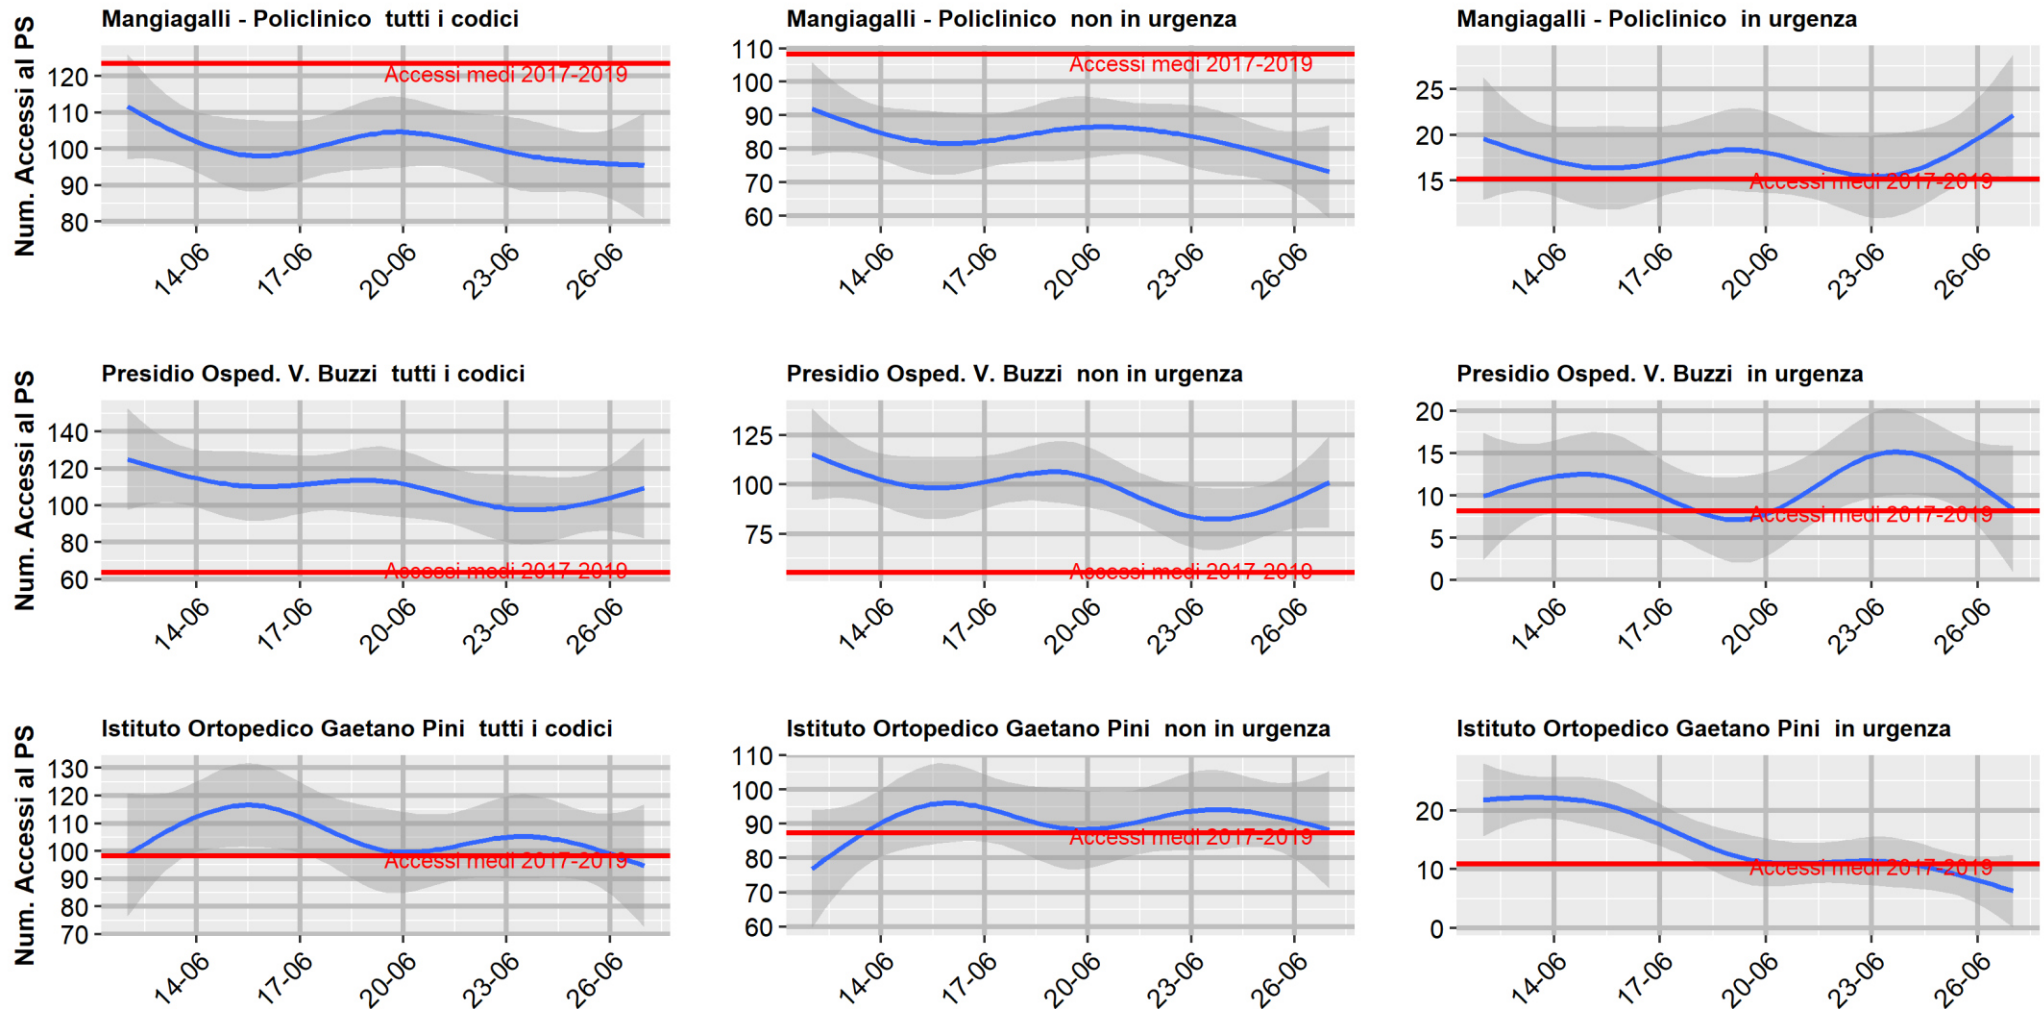 Mangiagalli - Policlinico  tutti i codici
Num. Accessi al PS
120
110
100
90
80
Accessi medi 2017-2019
14-06 17-06 20-06 23-06 26-06
Mangiagalli - Policlinico  non in urgenza
110
100
90
80
70
60
Accessi medi 2017-2019
14-06 17-06 20-06 23-06 26-06
Mangiagalli - Policlinico  in urgenza
25
20
15
Accessi medi 2017-2019
14-06 17-06 20-06 23-06 26-06
Presidio Osped. V. Buzzi  tutti i codici
Num. Accessi al PS
140
120
100
80
60
Accessi medi 2017-2019
14-06 17-06 20-06 23-06 26-06
Presidio Osped. V. Buzzi  non in urgenza
125
100
75
Accessi medi 2017-2019
14-06 17-06 20-06 23-06 26-06
Presidio Osped. V. Buzzi  in urgenza
20
15
10
5
0
Accessi medi 2017-2019
14-06 17-06 20-06 23-06 26-06
Istituto Ortopedico Gaetano Pini  tutti i codici
Num. Accessi al PS
130
120
110
100
90
80
70
Accessi medi 2017-2019
14-06 17-06 20-06 23-06 26-06
Istituto Ortopedico Gaetano Pini  non in urgenza
110
100
90
80
70
60
Accessi medi 2017-2019
14-06 17-06 20-06 23-06 26-06
Istituto Ortopedico Gaetano Pini  in urgenza
20
10
0
Accessi medi 2017-2019
14-06 17-06 20-06 23-06 26-06